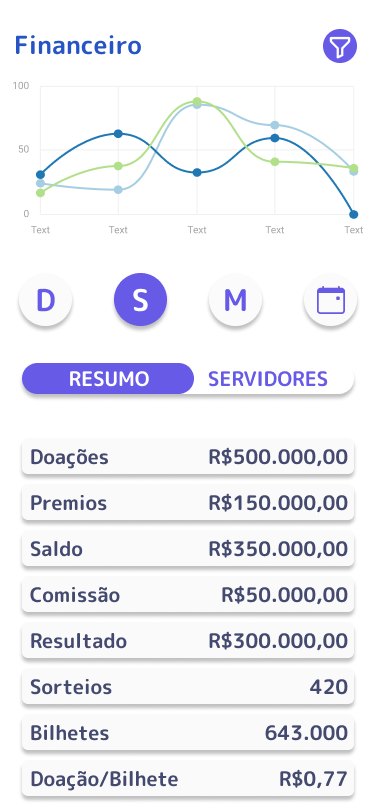 Financeiro
100
50
0
Text Text Text Text Text
D S M
RESUMO SERVIDORES
Doações R$500.000,00
Premios R$150.000,00
Saldo R$350.000,00
Comissão R$50.000,00
Resultado R$300.000,00
Sorteios 420
Bilhetes 643.000
Doação/Bilhete R$0,77